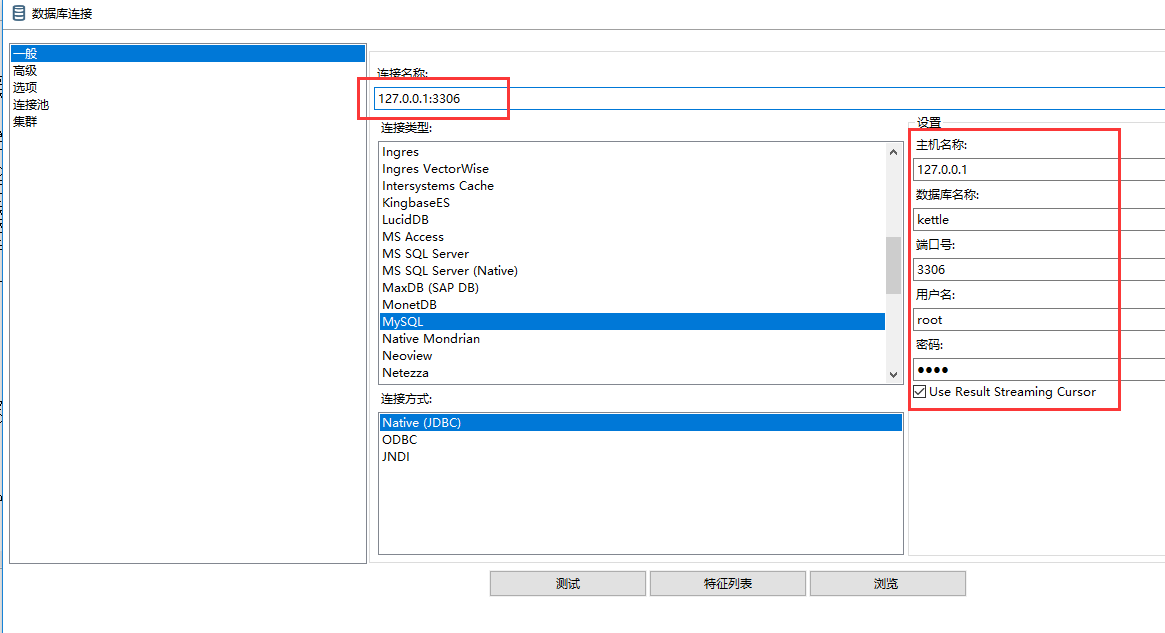 数据库连接
一般
高级
选项
连接池
集群
连接名称:
127.0.0.1:3306
连接类型:
Ingres
Ingres VectorWise
Intersystems Cache
KingbaseES
LucidDB
MS Access
MS SQL Server
MS SQL Server (Native)
MaxDB (SAP DB)
MonetDB
MySQL
Native Mondrian
Neoview
Netezza
连接方式:
Native (JDBC)
ODBC
JNDI
设置
主机名称:
127.0.0.1
数据库名称:
kettle
端口号:
3306
用户名:
root
密码:
●●●●
Use Result Streaming Cursor
测试
特征列表
浏览